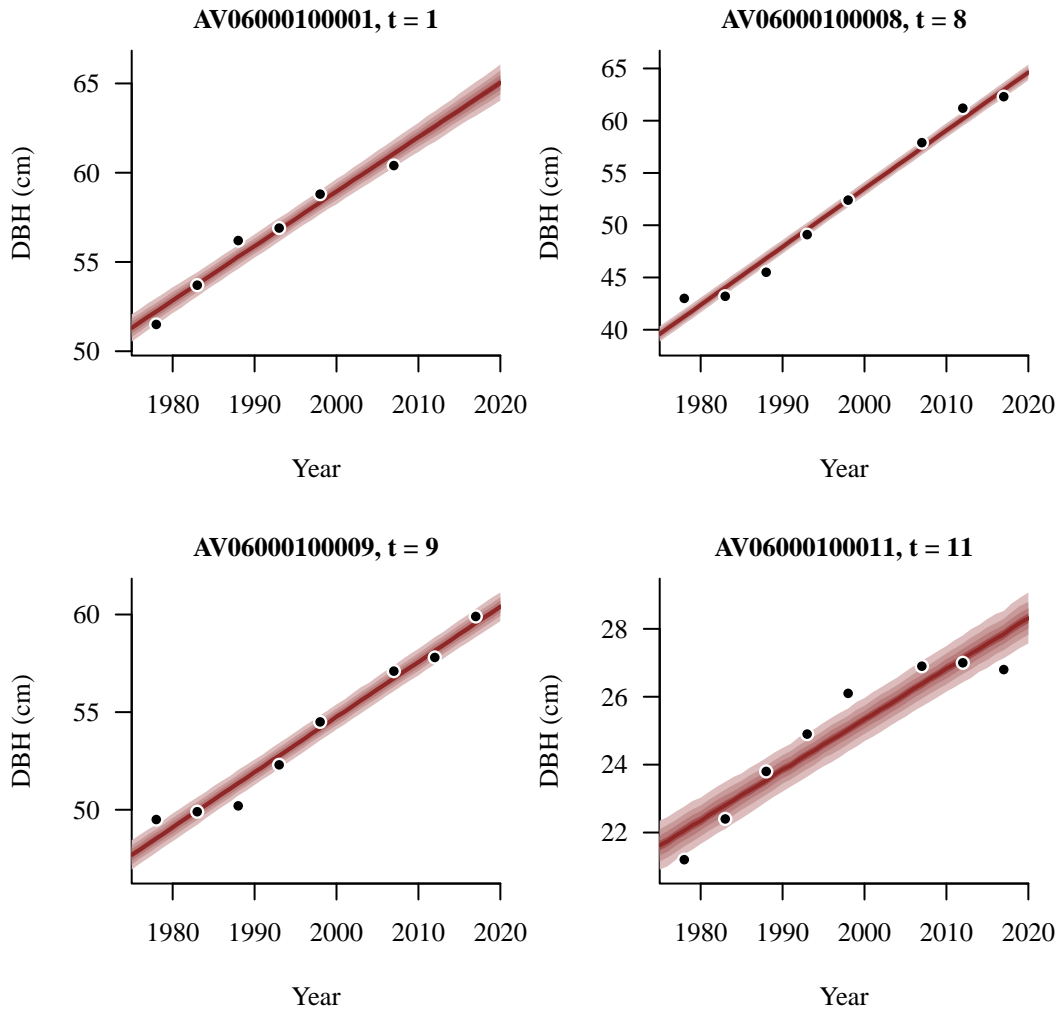 AV06000100001, t = 1
DBH (cm)
65
60
55
50
1980 1990 2000 2010 2020
Year
AV06000100008, t = 8
DBH (cm)
65
60
55
50
45
40
1980 1990 2000 2010 2020
Year
AV06000100009, t = 9
DBH (cm)
60
55
50
1980 1990 2000 2010 2020
Year
AV06000100011, t = 11
DBH (cm)
28
26
24
22
1980 1990 2000 2010 2020
Year